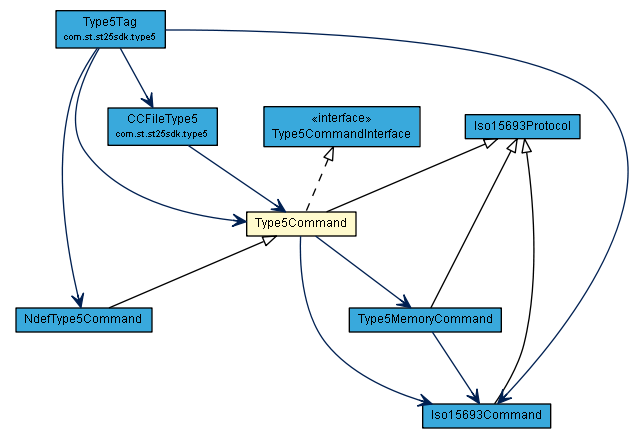 Type5Tag
com.st.st25sdk.type5
CCFileType5
com.st.st25sdk.type5
«interface»
Type5CommandInterface
Iso15693Protocol
Type5Command
NdefType5Command
Type5MemoryCommand
Iso15693Command